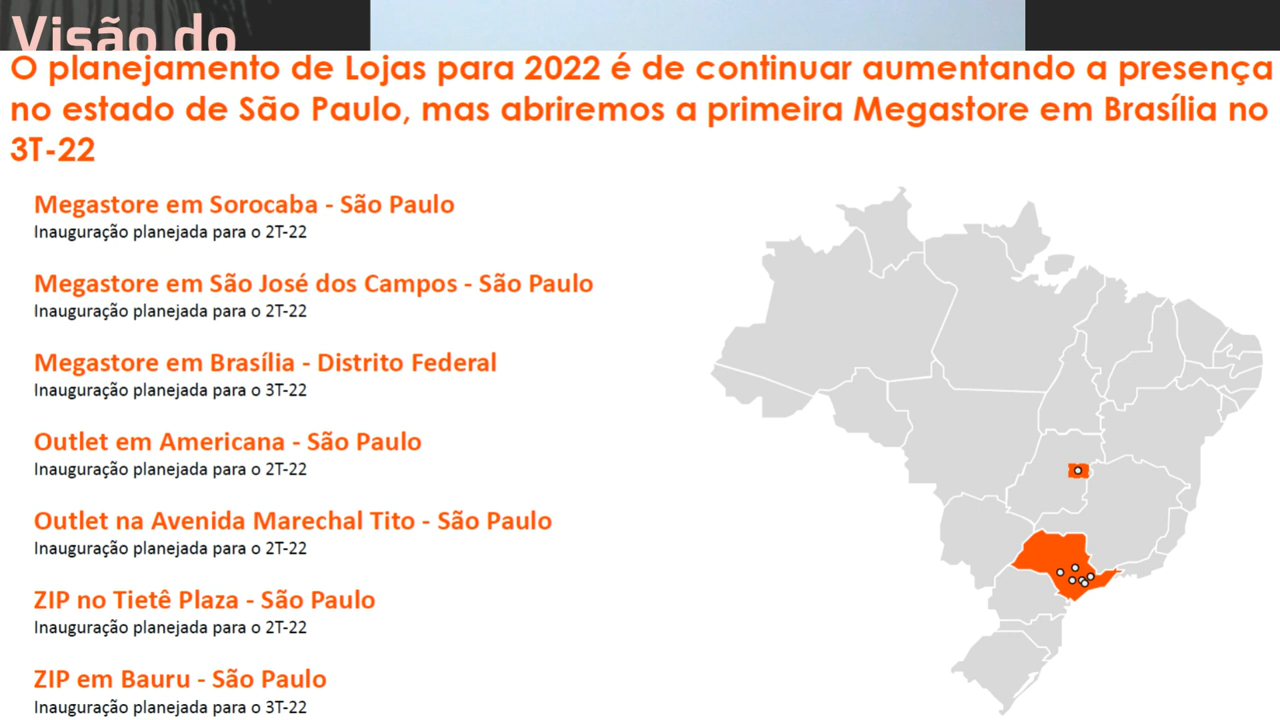 Visão do
O planejamento de Lojas para 2022 é de continuar aumentando a presença
no estado de São Paulo, mas abriremos a primeira Megastore em Brasília no
3T-22
Megastore em Sorocaba - São Paulo
Inauguração planejada para o 2T-22
Megastore em São José dos Campos - São Paulo
Inauguração planejada para o 2T-22
Megastore em Brasília - Distrito Federal
Inauguração planejada para o 3T-22
Outlet em Americana - São Paulo
Inauguração planejada para o 2T-22
Outlet na Avenida Marechal Tito - São Paulo
Inauguração planejada para o 2T-22
ZIP no Tietê Plaza - São Paulo
Inauguração planejada para o 2T-22
ZIP em Bauru - São Paulo
Inauguração planejada para o 3T-22